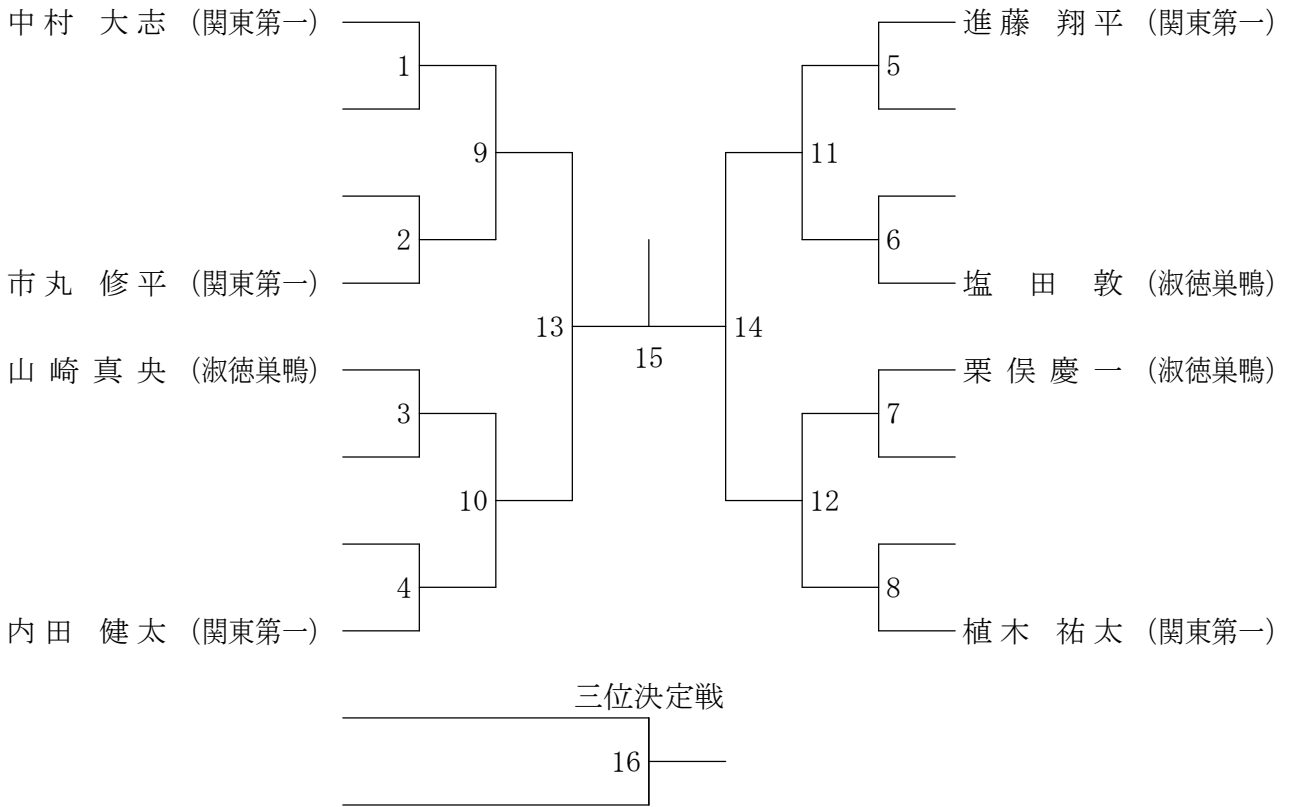 中村 大志 (関東第一)
1
9
2
市丸 修平 (関東第一)
13
山崎真央 (淑徳巣鴨)
3
10
4
内田 健太 (関東第一)
15
進藤 翔平 (関東第一)
5
11
6
塩田 敦 (淑徳巣鴨)
14
栗俣慶一 (淑徳巣鴨)
7
12
8
植木 祐太 (関東第一)
三位決定戦
16